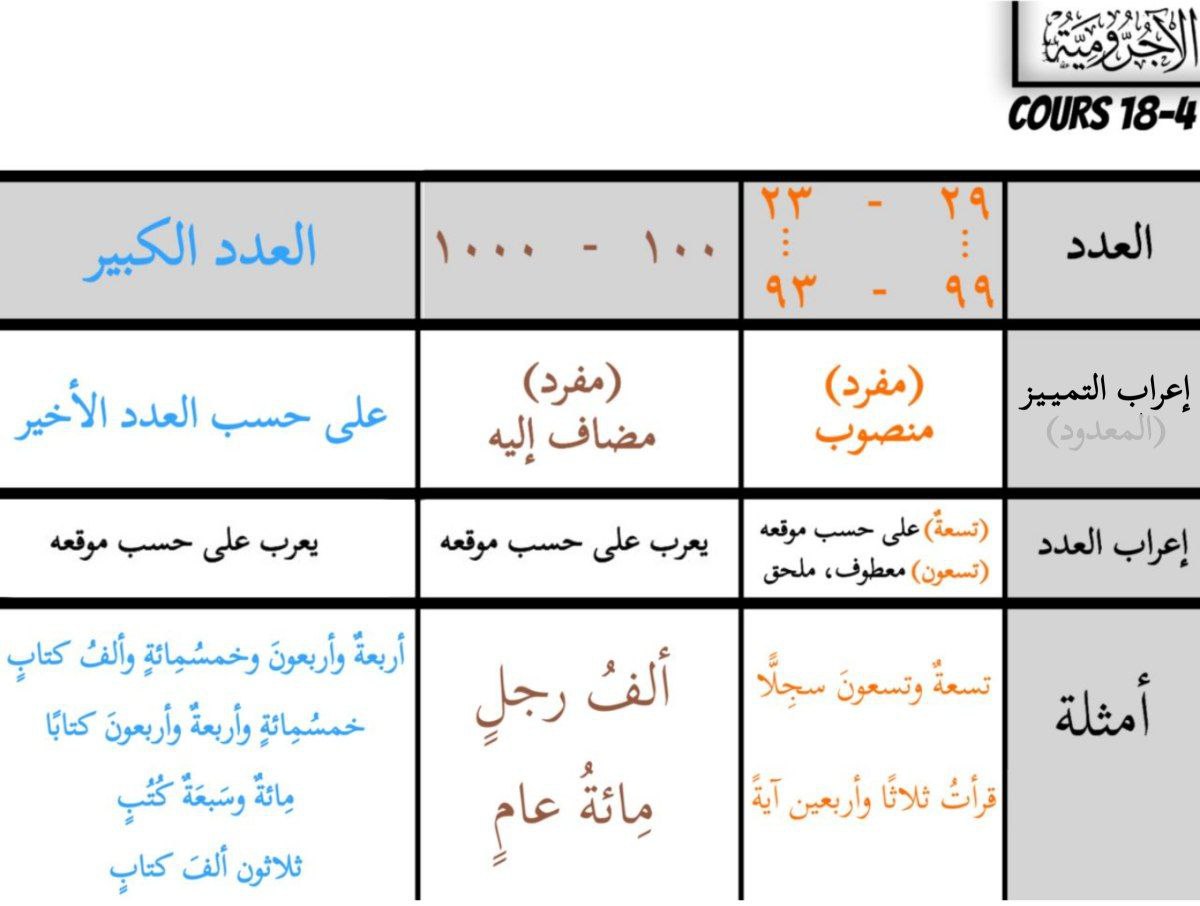 الآجُرُّومِيَّة
COURS 18-4
العدد
٢٩ - ٢٣
⋮ ⋮
٩٩ - ٩٣
١٠٠ - ١٠٠٠
العدد الكبير
إعراب التمييز
(المعدود)
(مفرد)
منصوب
(مفرد)
مضاف إليه
على حسب العدد الأخير
إعراب العدد
(تسعةٌ) على حسب موقعه
(تسعون) معطوف، ملحق
يعرب على حسب موقعه
يعرب على حسب موقعه
أمثلة
تسعةٌ وتسعونَ سجِلًّا
قرأتُ ثلاثًا وأربعين آيةً
ألفُ رجلٍ
مِائةُ عامٍ
أربعةٌ وأربعونَ وخمسُمِائةٍ وألفُ كتابٍ
خمسُمِائةٍ وأربعةٌ وأربعونَ كتابًا
مِائةٌ وسَبعَةٌ كُتُبٍ
ثلاثون ألفَ كتابٍ